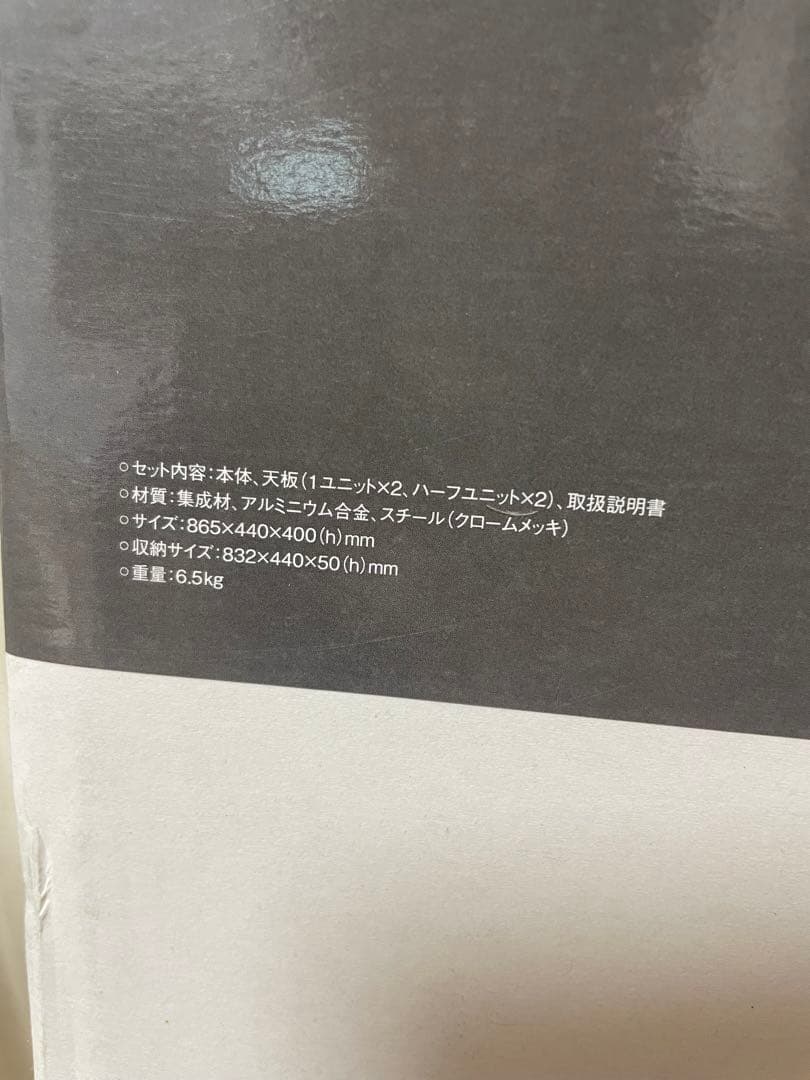 ○セット内容：本体、天板（1ユニット×2、ハーフユニット×2）、取扱説明書
○材質：集成材、アルミニウム合金、スチール（クロームメッキ）
○サイズ：865×440×400（h）mm
○収納サイズ：832×440×50（h）mm
○重量：6.5kg